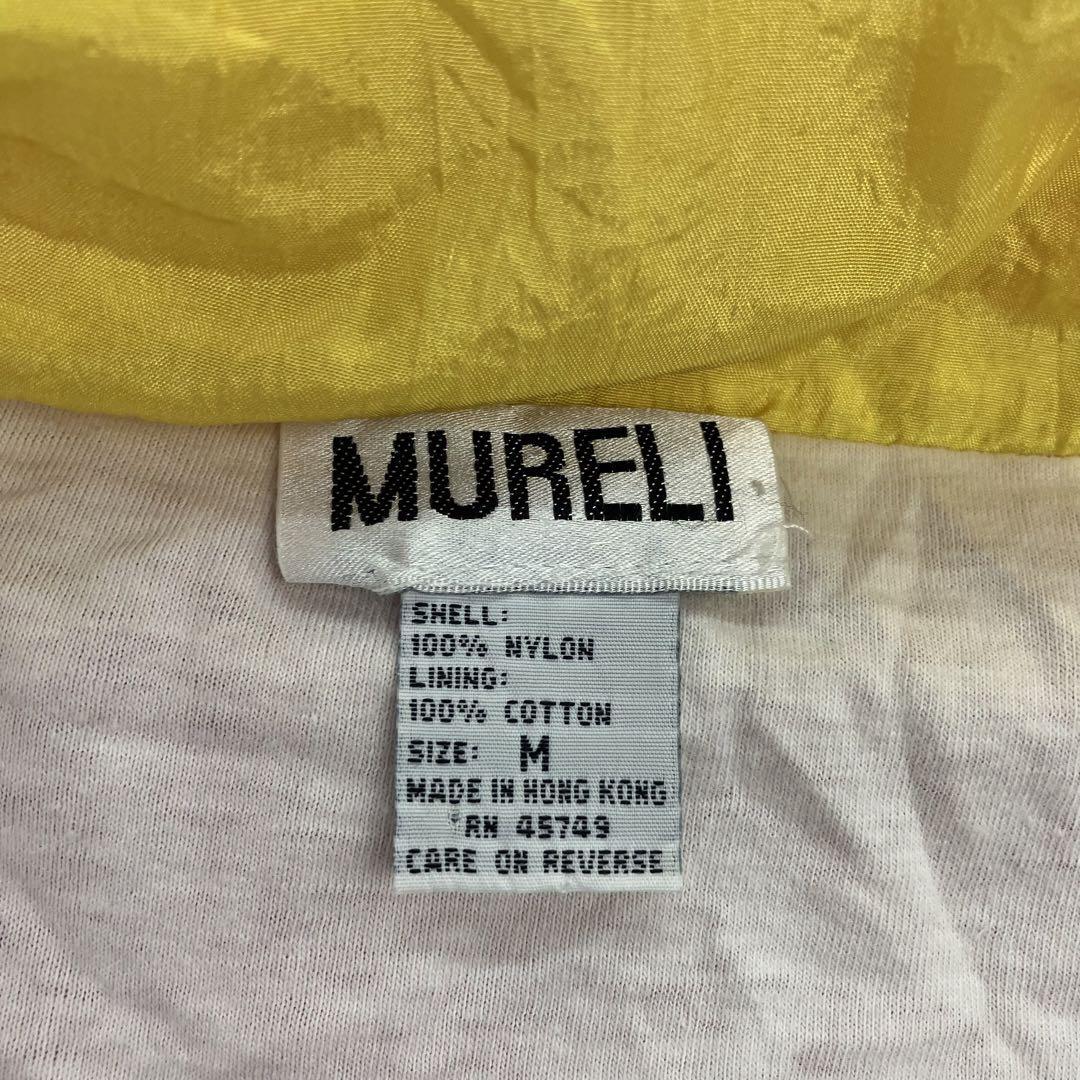 MURELI
SHELL:
100% NYLON
LINING:
100% COTTON
SIZE: M
MADE IN HONG KONG
RN 45749
CARE ON REVERSE